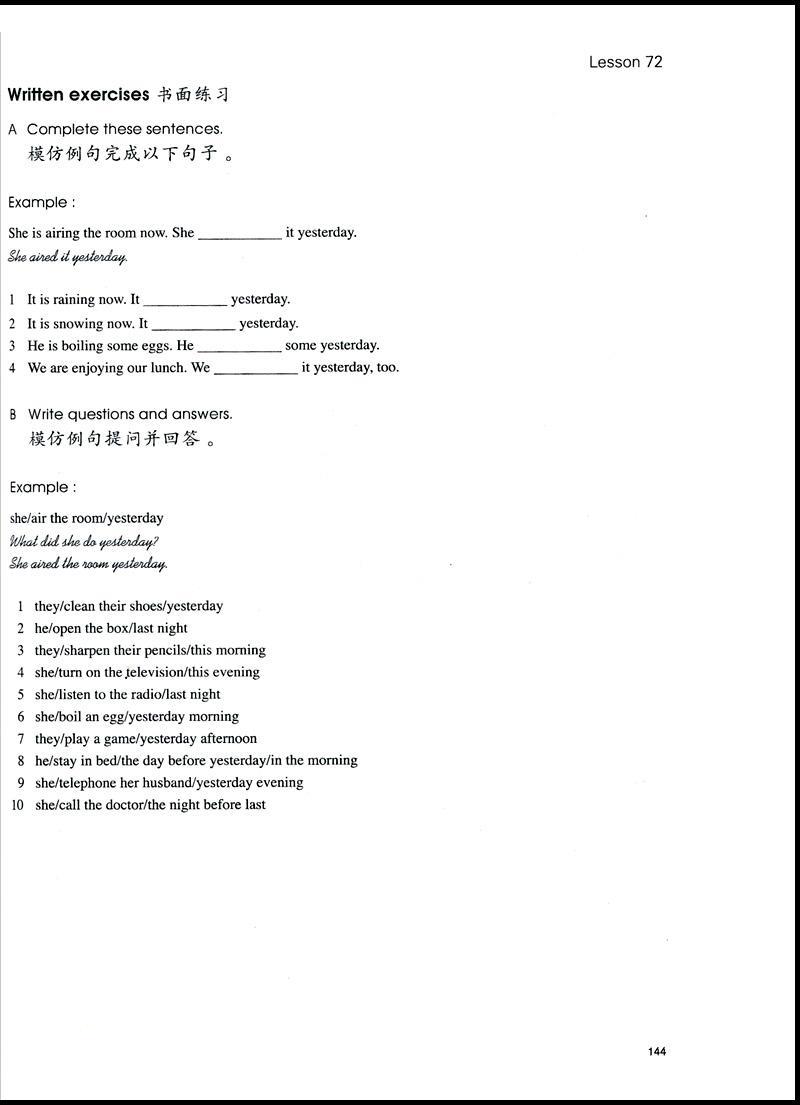 Lesson 72
Written exercises 书面练习
A Complete these sentences.
模仿例句完成以下句子。
Example :
She is airing the room now. She ____________ it yesterday.
She aired it yesterday.
1 It is raining now. It ____________ yesterday.
2 It is snowing now. It ____________ yesterday.
3 He is boiling some eggs. He ____________ some yesterday.
4 We are enjoying our lunch. We ____________ it yesterday, too.
B Write questions and answers.
模仿例句提问并回答。
Example :
she/air the room/yesterday
What did she do yesterday?
She aired the room yesterday.
1 they/clean their shoes/yesterday
2 he/open the box/last night
3 they/sharpen their pencils/this morning
4 she/turn on the television/this evening
5 she/listen to the radio/last night
6 she/boil an egg/yesterday morning
7 they/play a game/yesterday afternoon
8 he/stay in bed/the day before yesterday/in the morning
9 she/telephone her husband/yesterday evening
10 she/call the doctor/the night before last
144